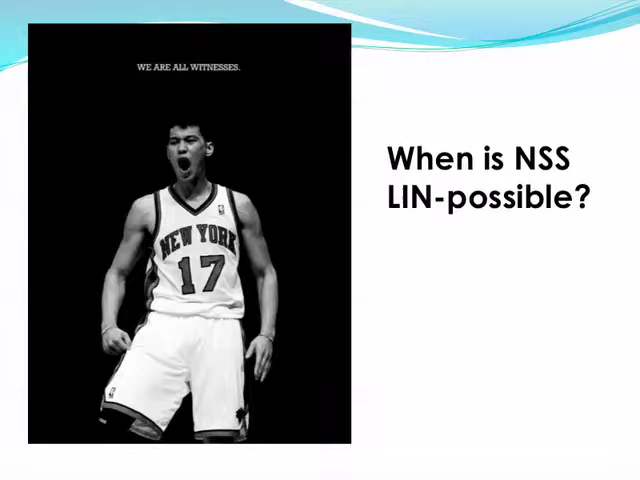 WE ARE ALL WITNESSES.
When is NSS
LIN-possible?
NEW YORK
17